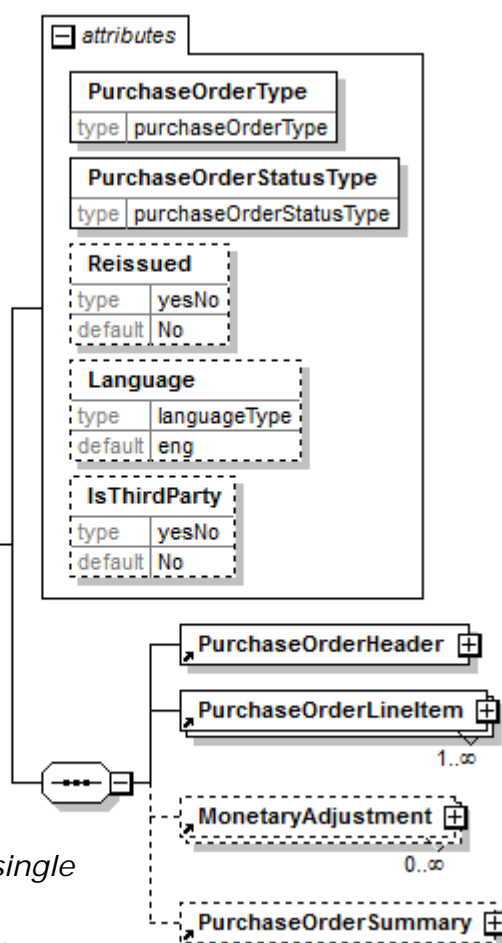 attributes
PurchaseOrderType
type purchaseOrderType
PurchaseOrderStatusType
type purchaseOrderStatusType
Reissued
type yesNo
default No
Language
type languageType
default eng
IsThirdParty
type yesNo
default No
PurchaseOrderHeader
PurchaseOrderLineItem
1..∞
MonetaryAdjustment
0..∞
single
PurchaseOrderSummary